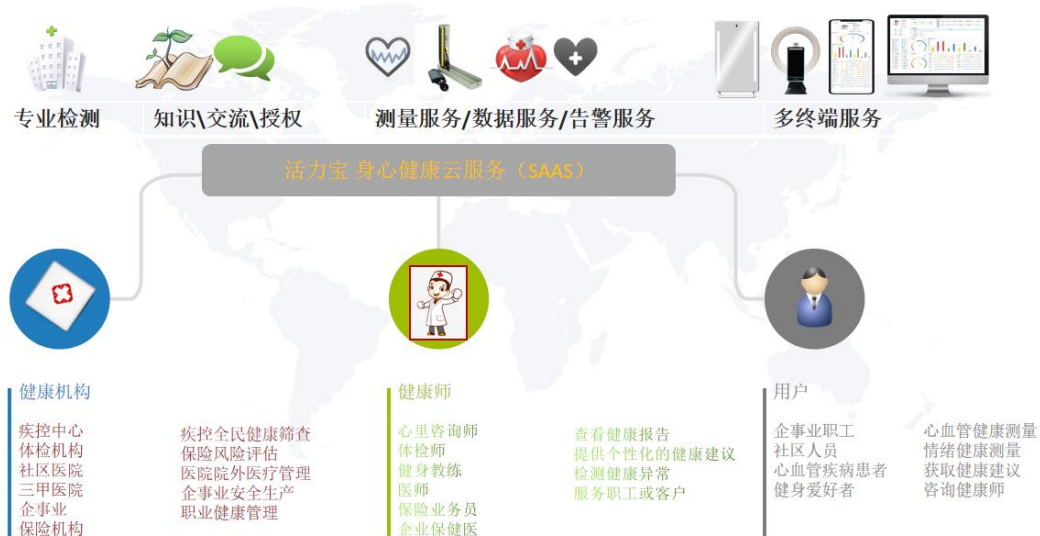 专业检测
知识\交流\授权
测量服务/数据服务/告警服务
多终端服务
活力宝 身心健康云服务（SAAS）
健康机构
疾控中心
体检机构
社区医院
三甲医院
企事业
保险机构
疾控全民健康筛查
保险风险评估
医院院外医疗管理
企事业安全生产
职业健康管理
健康师
心里咨询师
体检师
健身教练
医师
保险业务员
企业保健医
查看健康报告
提供个性化的健康建议
检测健康异常
服务职工或客户
用户
企事业职工
社区人员
心血管疾病患者
健身爱好者
心血管健康测量
情绪健康测量
获取健康建议
咨询健康师